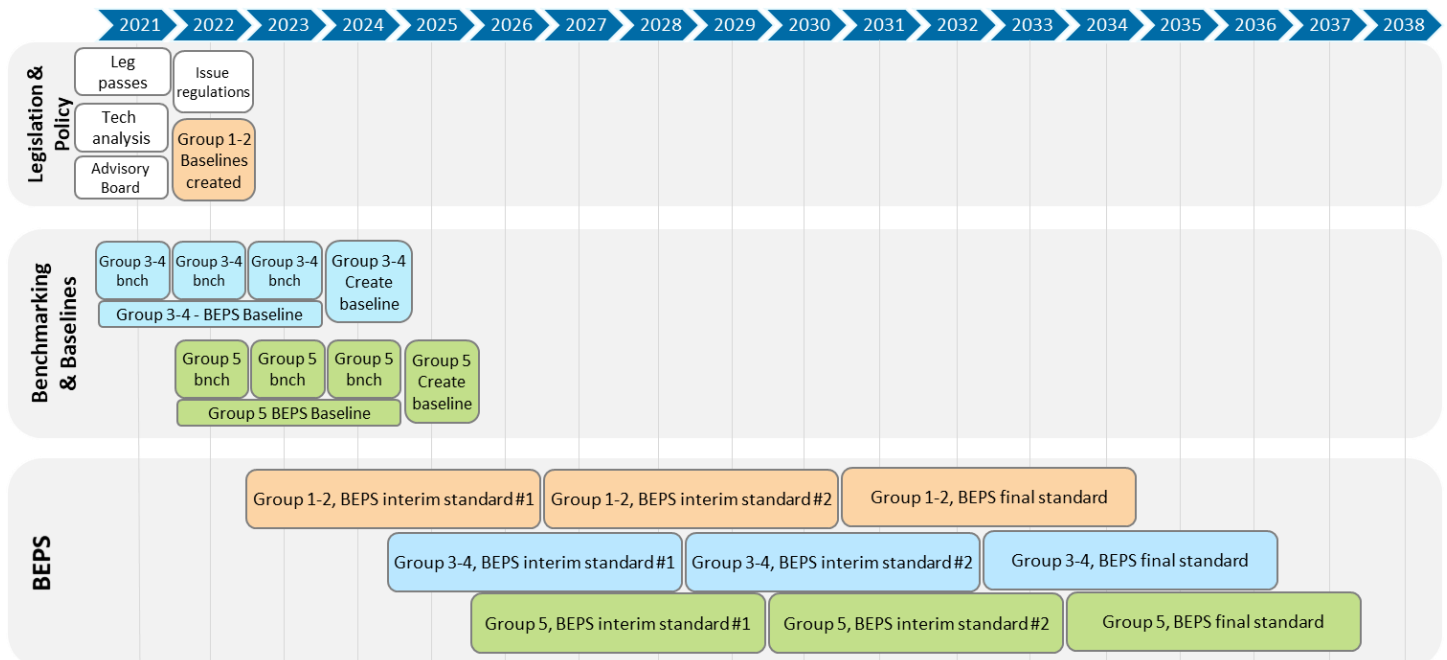 2021 2022 2023 2024 2025 2026 2027 2028 2029 2030 2031 2032 2033 2034 2035 2036 2037 2038
Legislation &
Policy
Leg
passes
Tech
analysis
Advisory
Board
Issue
regulations
Group 1-2
Baselines
created
Benchmarking
& Baselines
Group 3-4
bnch
Group 3-4
bnch
Group 3-4
bnch
Group 3-4
Create
baseline
Group 3-4 - BEPS Baseline
Group 5
bnch
Group 5
bnch
Group 5
bnch
Group 5
Create
baseline
Group 5 BEPS Baseline
BEPS
Group 1-2, BEPS interim standard #1
Group 1-2, BEPS interim standard #2
Group 1-2, BEPS final standard
Group 3-4, BEPS interim standard #1
Group 3-4, BEPS interim standard #2
Group 3-4, BEPS final standard
Group 5, BEPS interim standard #1
Group 5, BEPS interim standard #2
Group 5, BEPS final standard